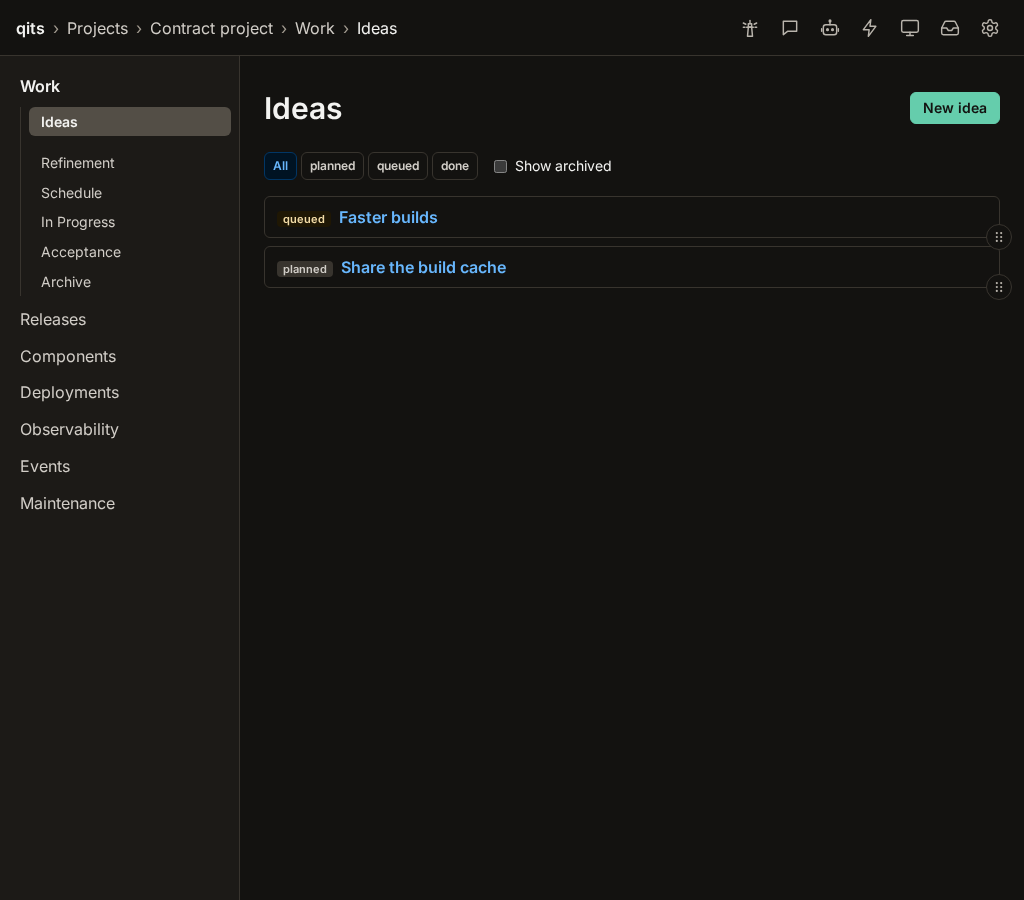 qits › Projects › Contract project › Work › Ideas
Work
Ideas
Refinement
Schedule
In Progress
Acceptance
Archive
Releases
Components
Deployments
Observability
Events
Maintenance
Ideas
New idea
All planned queued done Show archived
queued Faster builds
planned Share the build cache